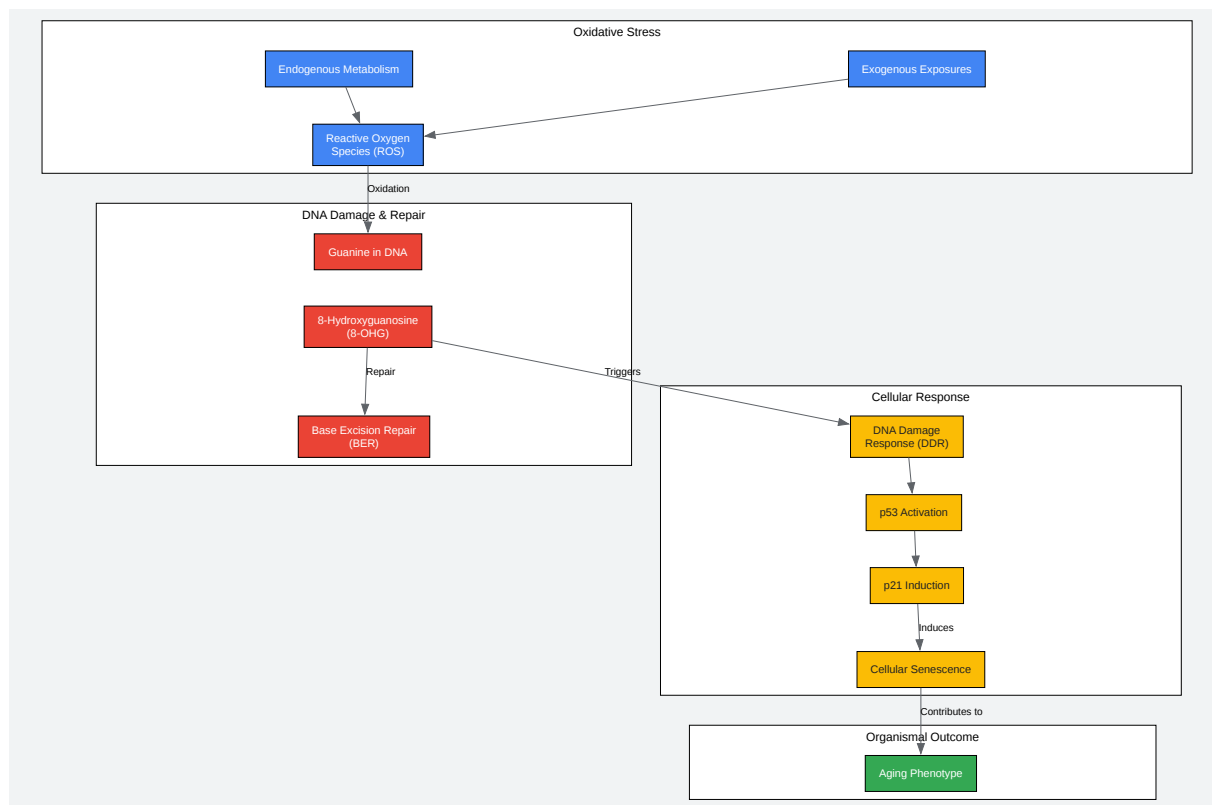 Oxidative Stress
Endogenous Metabolism
Exogenous Exposures
Reactive Oxygen
Species (ROS)
Oxidation
DNA Damage & Repair
Guanine in DNA
8-Hydroxyguanosine
(8-OHG)
Repair
Triggers
Base Excision Repair
(BER)
Cellular Response
DNA Damage
Response (DDR)
p53 Activation
p21 Induction
Induces
Cellular Senescence
Contributes to
Organismal Outcome
Aging Phenotype